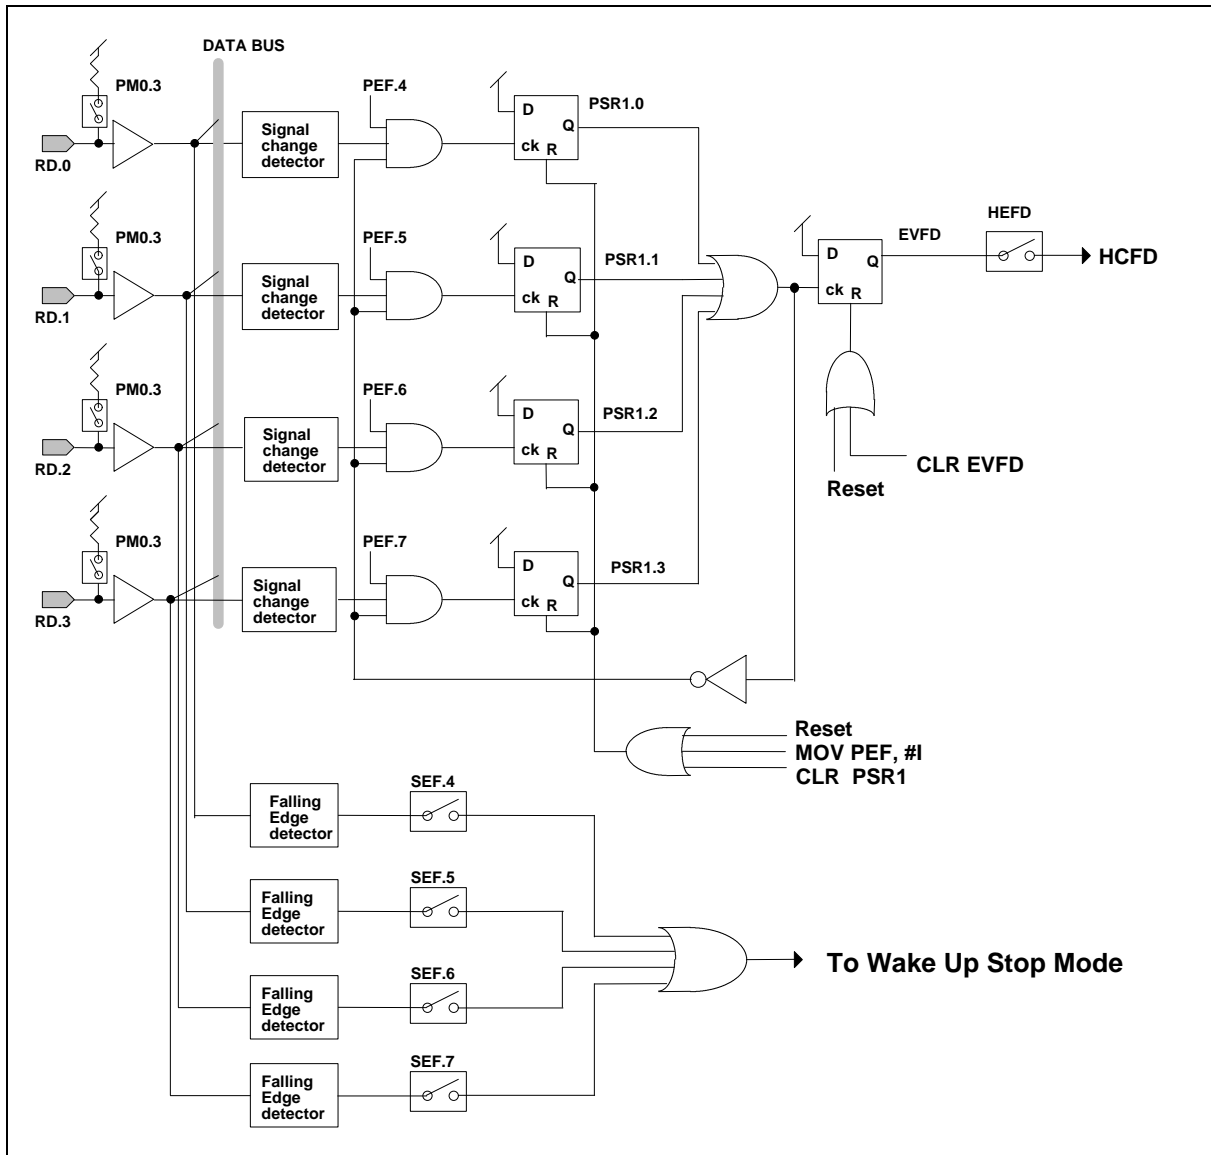 DATA BUS
PM0.3
PEF.4
PSR1.0
Signal
change
detector
D
Q
ck
R
RD.0
PM0.3
PEF.5
PSR1.1
Signal
change
detector
D
Q
ck
R
RD.1
HEFD
EVFD
D
Q
ck
R
HCFD
PM0.3
PEF.6
PSR1.2
Signal
change
detector
D
Q
ck
R
RD.2
CLR EVFD
Reset
PM0.3
PEF.7
PSR1.3
Signal
change
detector
D
Q
ck
R
RD.3
Reset
MOV PEF, #I
CLR PSR1
Falling
Edge
detector
SEF.4
Falling
Edge
detector
SEF.5
To Wake Up Stop Mode
Falling
Edge
detector
SEF.6
Falling
Edge
detector
SEF.7